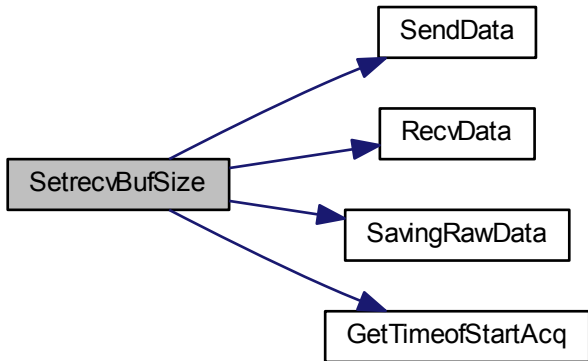 SendData
RecvData
SetrecvBufSize
SavingRawData
GetTimeofStartAcq